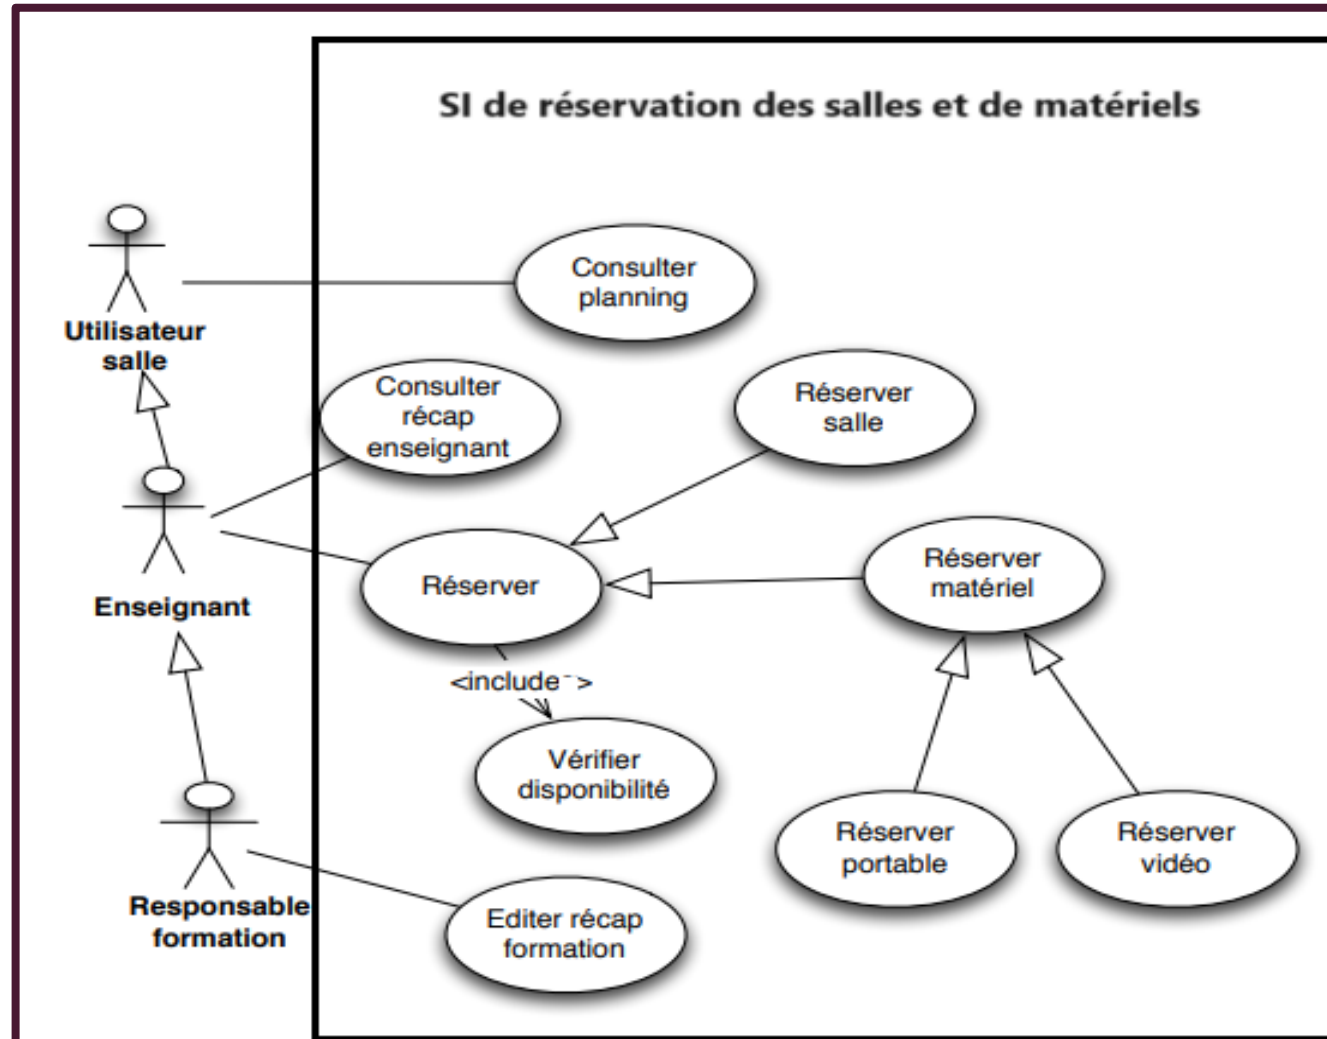 SI de réservation des salles et de matériels
Consulter
planning
Utilisateur
salle
Consulter
récap
enseignant
Réserver
salle
Enseignant
Réserver
Réserver
matériel
<include >
Vérifier
disponibilité
Réserver
portable
Réserver
vidéo
Responsable
formation
Editer récap
formation